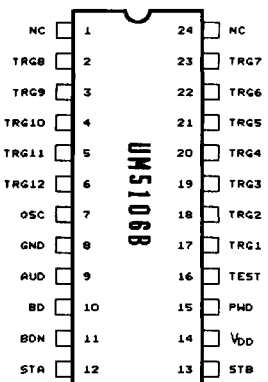 NC 1 24 NC
TRG8 2 23 TRG7
TRG9 3 22 TRG6
TRG10 4 21 TRG5
TRG11 5 20 TRG4
TRG12 6 19 TRG3
OSC 7 18 TRG2
GND 8 17 TRG1
AUD 9 16 TEST
BD 10 15 PWD
BDN 11 14 VDD
STA 12 13 STB
UM5106B